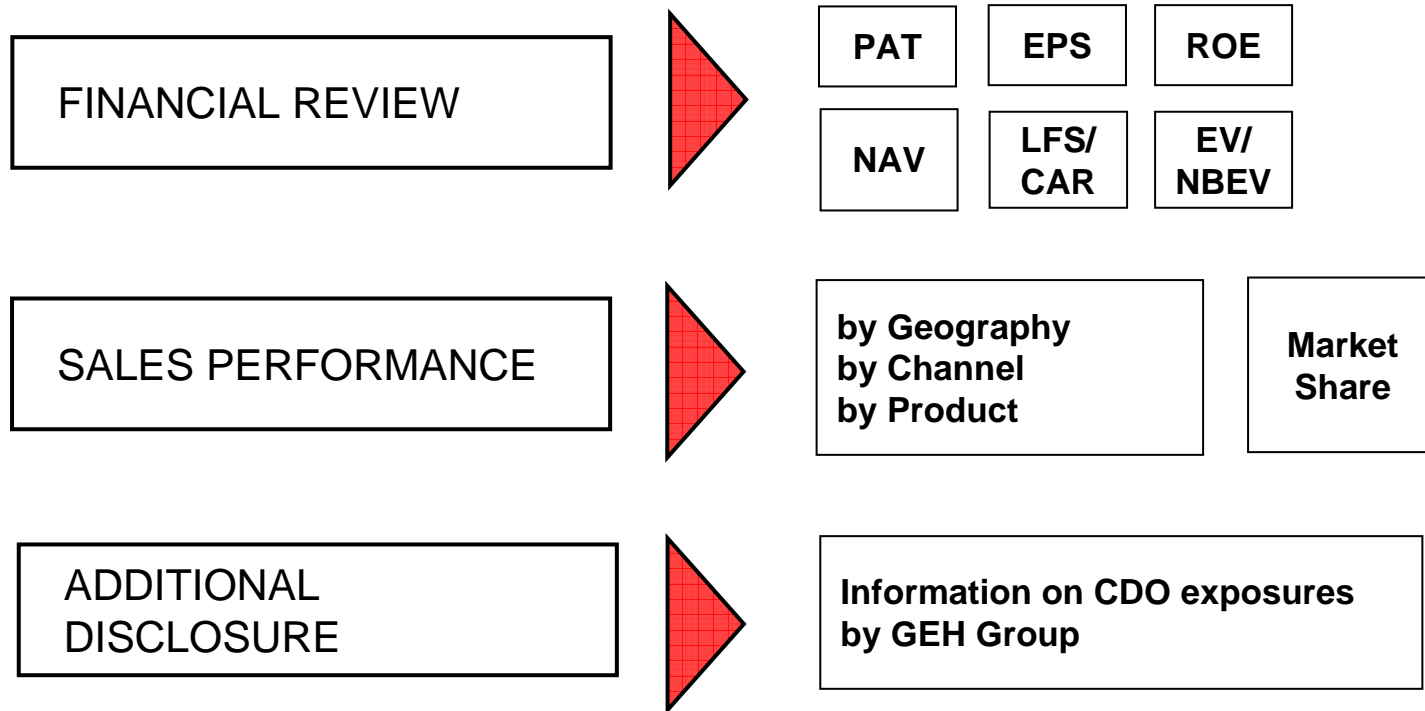 FINANCIAL REVIEW
PAT
EPS
ROE
NAV
LFS/
CAR
EV/
NBEV
SALES PERFORMANCE
by Geography
by Channel
by Product
Market
Share
ADDITIONAL
DISCLOSURE
Information on CDO exposures
by GEH Group